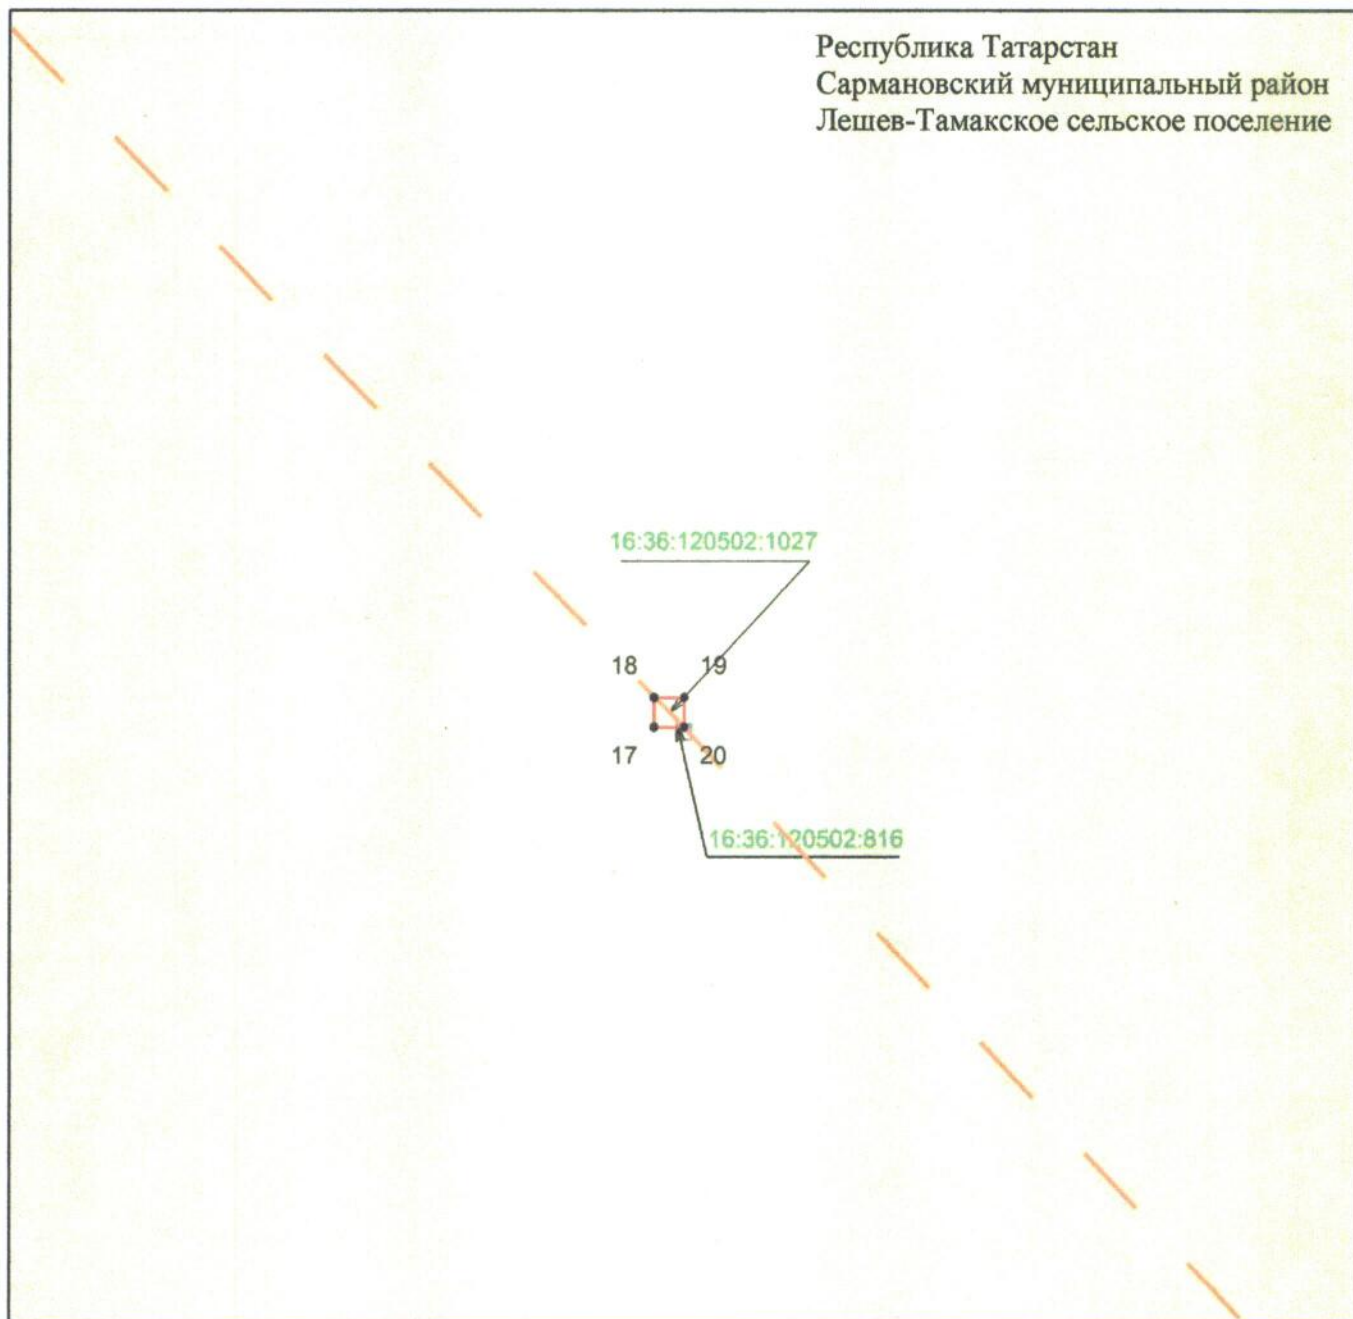 Республика Татарстан
Сармановский муниципальный район
Лешев-Тамакское сельское поселение
16:36:120502:1027
18 19
17 20
16:36:120502:816